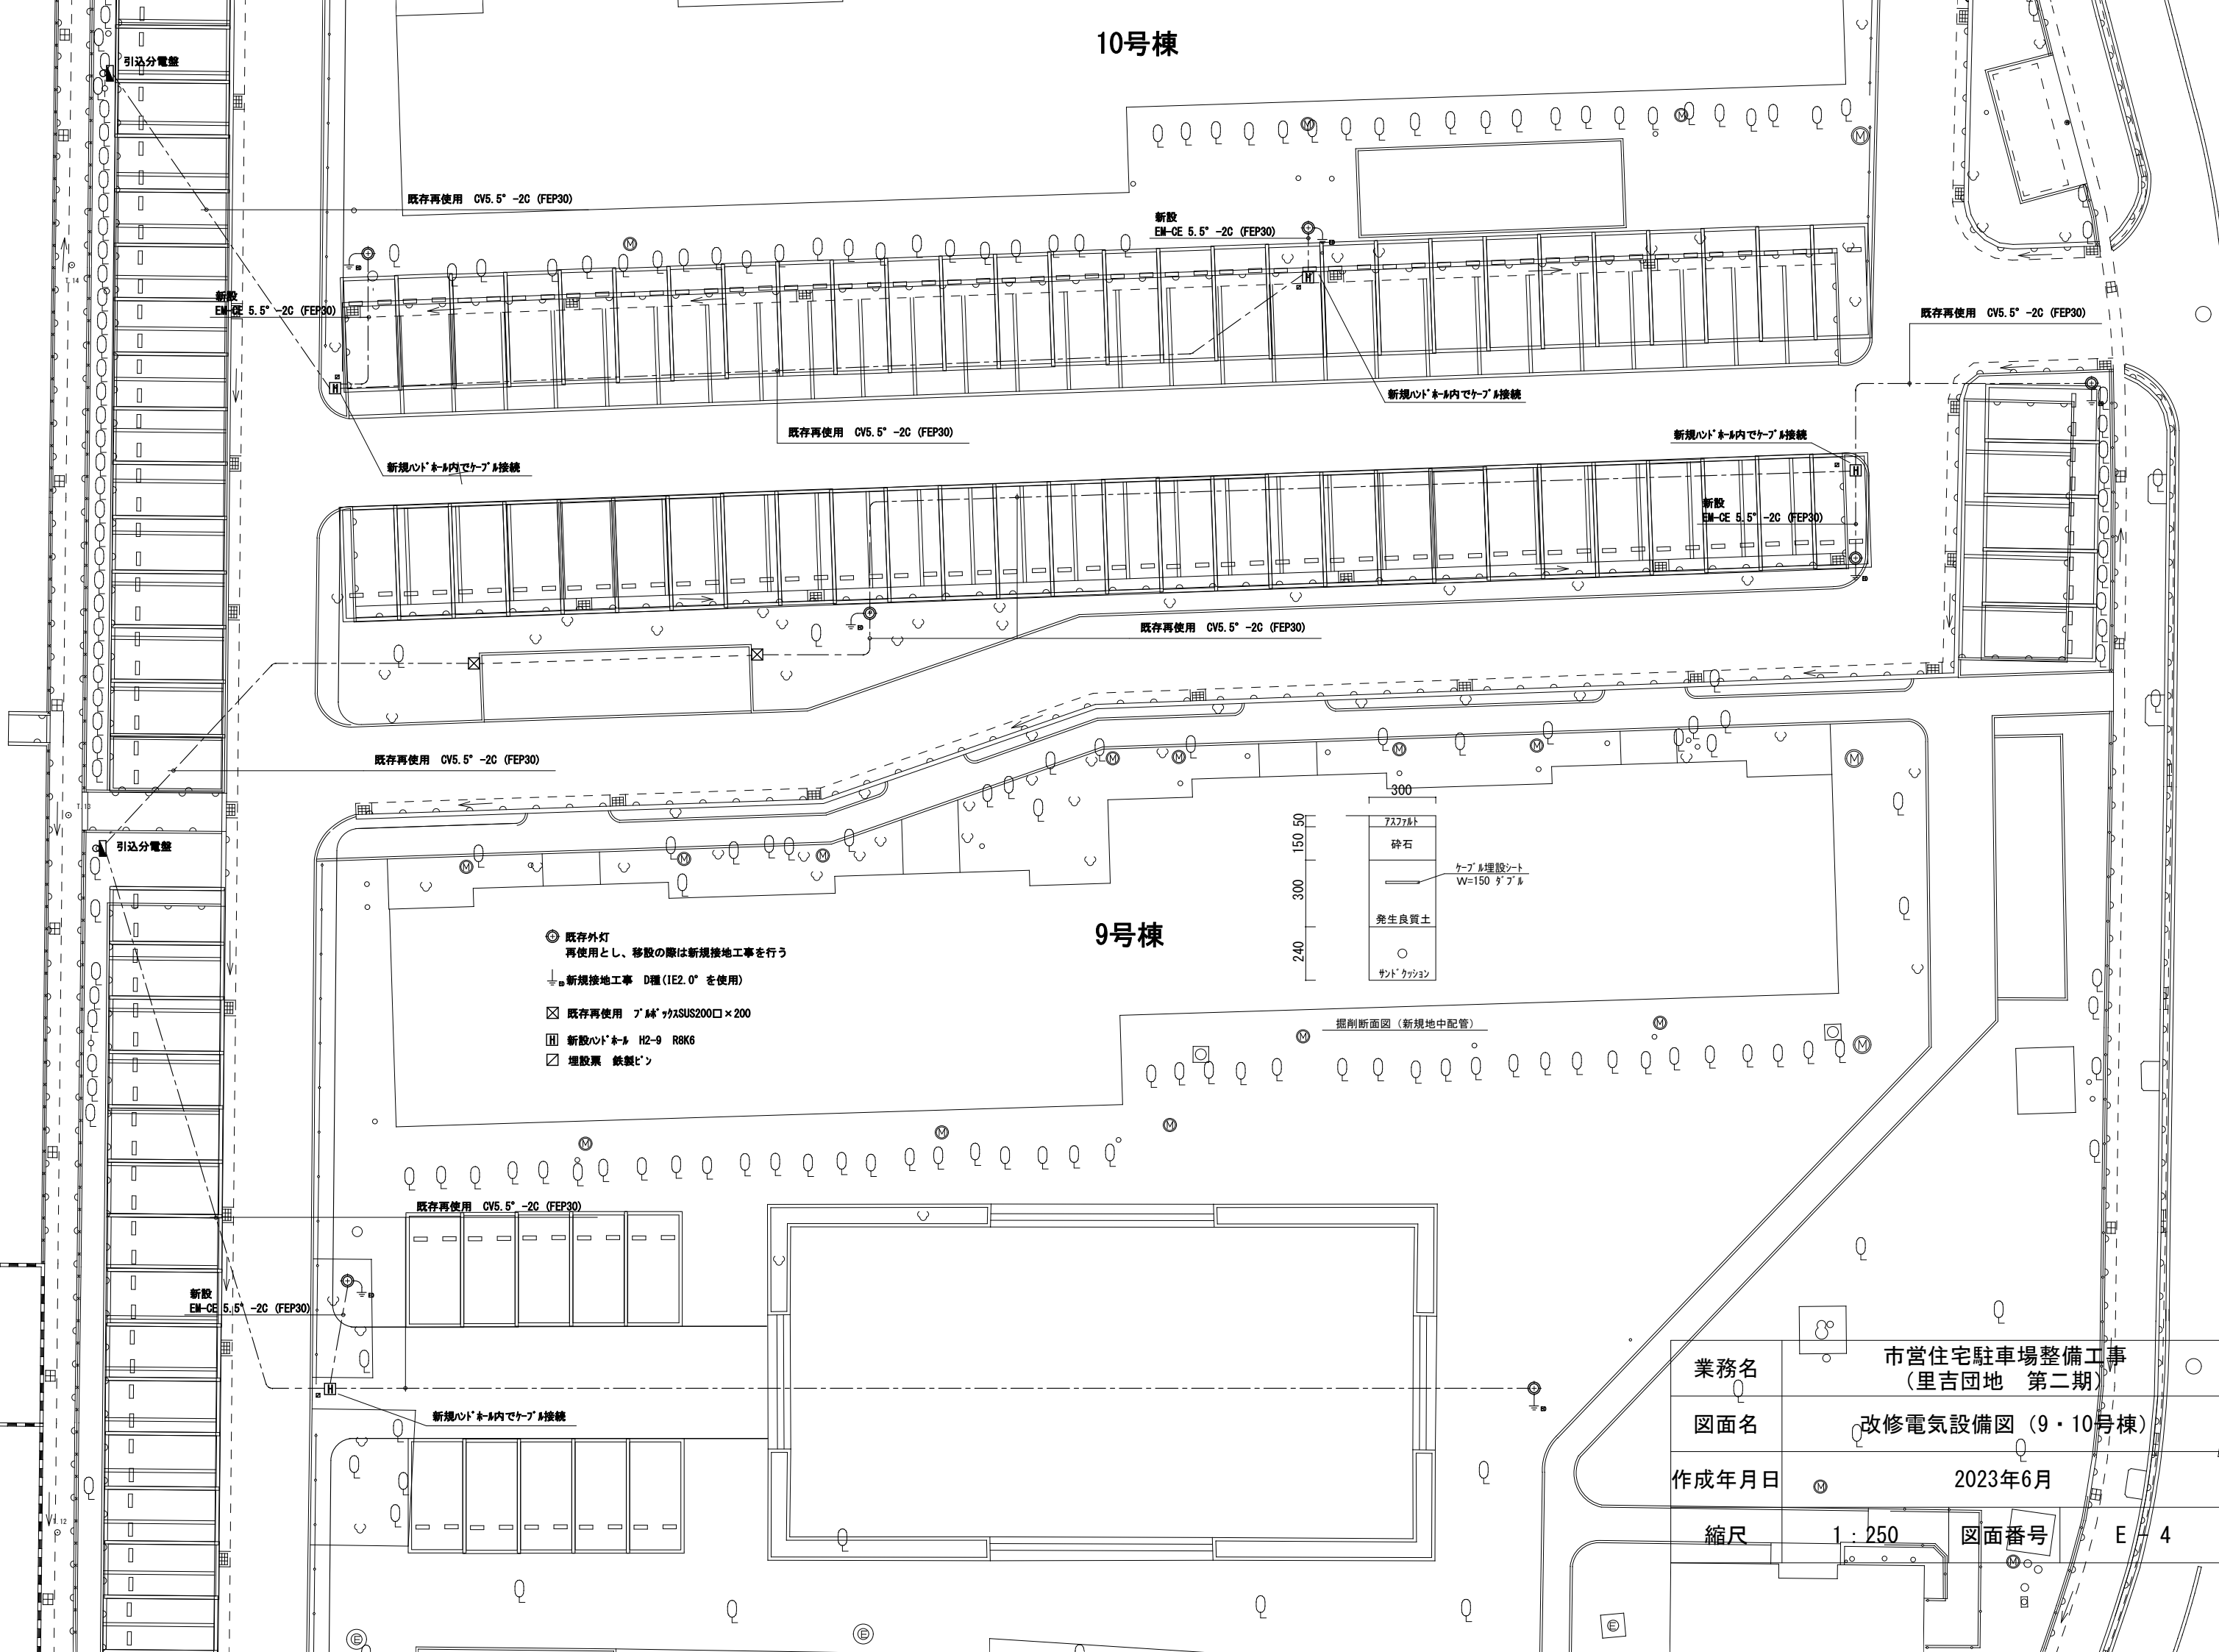 10号棟
引込分電盤
既存再使用 CV5.5°-2C (FEP30)
新設
EM-CE 5.5°-2C (FEP30)
新設
EM-CE 5.5°-2C (FEP30)
T.14
既存再使用 CV5.5°-2C (FEP30)
新規ハンドホール内でケーブル接続
既存再使用 CV5.5°-2C (FEP30)
新規ハンドホール内でケーブル接続
新規ハンドホール内でケーブル接続
新設
EM-CE 5.5°-2C (FEP30)
既存再使用 CV5.5°-2C (FEP30)
既存再使用 CV5.5°-2C (FEP30)
T.13
引込分電盤
300
50
150
300
240
アスファルト
砕石
ケーブル埋設シート
W=150 ダブル
発生良質土
サンドクッション
掘削断面図（新規地中配管）
9号棟
既存外灯
再使用とし、移設の際は新規接地工事を行う
新規接地工事 D種(IE2.0°を使用)
既存再使用 プルボックスSUS200□×200
H 新設ハンドホール H2-9 R8K6
埋設票 鉄製ピン
既存再使用 CV5.5°-2C (FEP30)
新設
EM-CE 5.5°-2C (FEP30)
新規ハンドホール内でケーブル接続
T.12
業務名 市営住宅駐車場整備工事
（里吉団地 第二期）
図面名 改修電気設備図（9・10号棟）
作成年月日 2023年6月
縮尺 1：250 図面番号 E－4